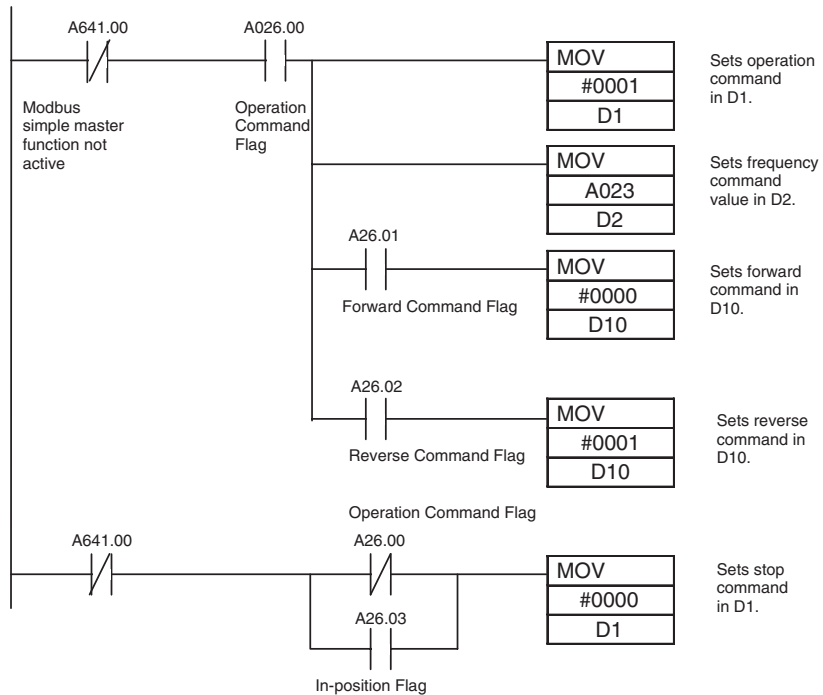 A641.00
A026.00
MOV
#0001
D1
Sets operation
command
in D1.
Modbus
simple master
function not
active
Operation
Command
Flag
MOV
A023
D2
Sets frequency
command
value in D2.
A26.01
Forward Command Flag
MOV
#0000
D10
Sets forward
command in
D10.
A26.02
Reverse Command Flag
MOV
#0001
D10
Sets reverse
command in
D10.
Operation Command Flag
A641.00
A26.00
MOV
#0000
D1
Sets stop
command
in D1.
A26.03
In-position Flag